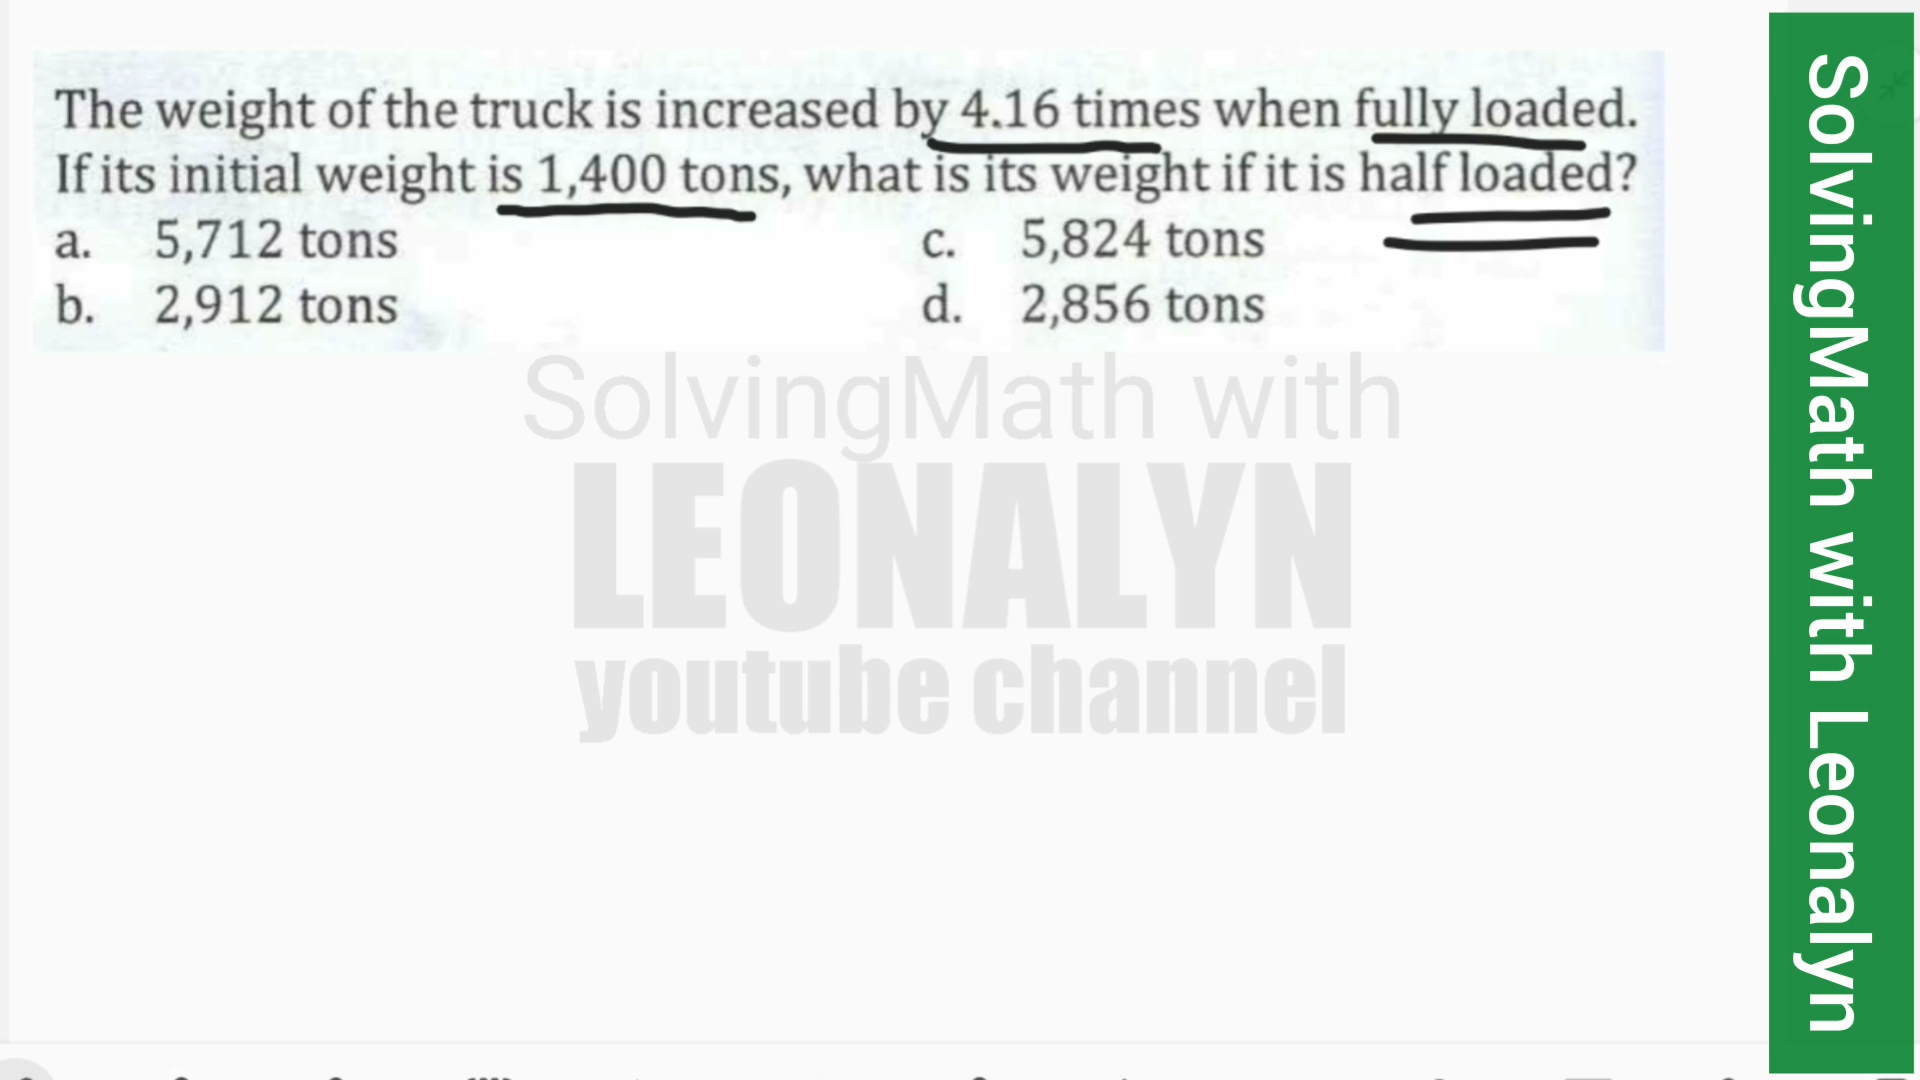 The weight of the truck is increased by 4.16 times when fully loaded.
If its initial weight is 1,400 tons, what is its weight if it is half loaded?
a. 5,712 tons
c. 5,824 tons
b. 2,912 tons
d. 2,856 tons
SolvingMath with
LEONALYN
youtube channel
SolvingMath with Leonalyn